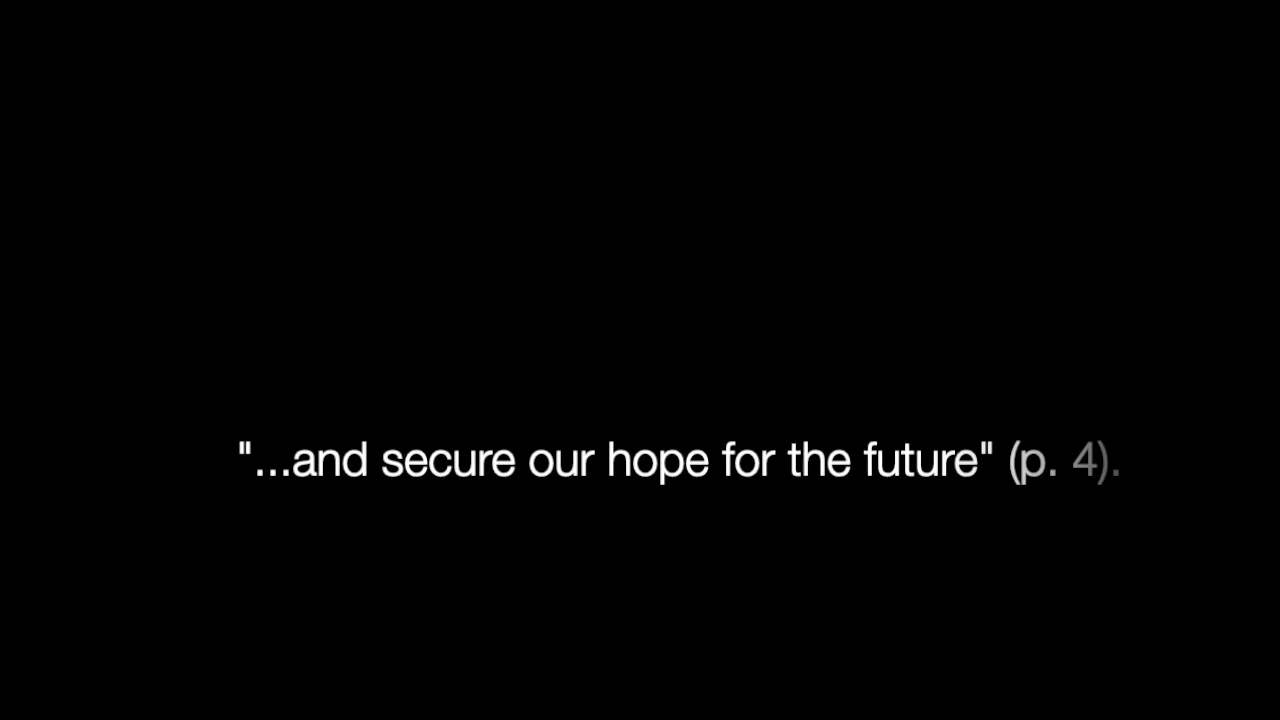 "...and secure our hope for the future" (p. 4).